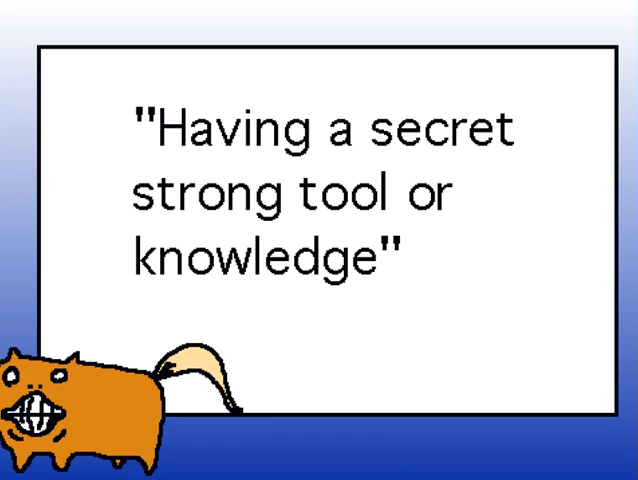 "Having a secret
strong tool or
knowledge"